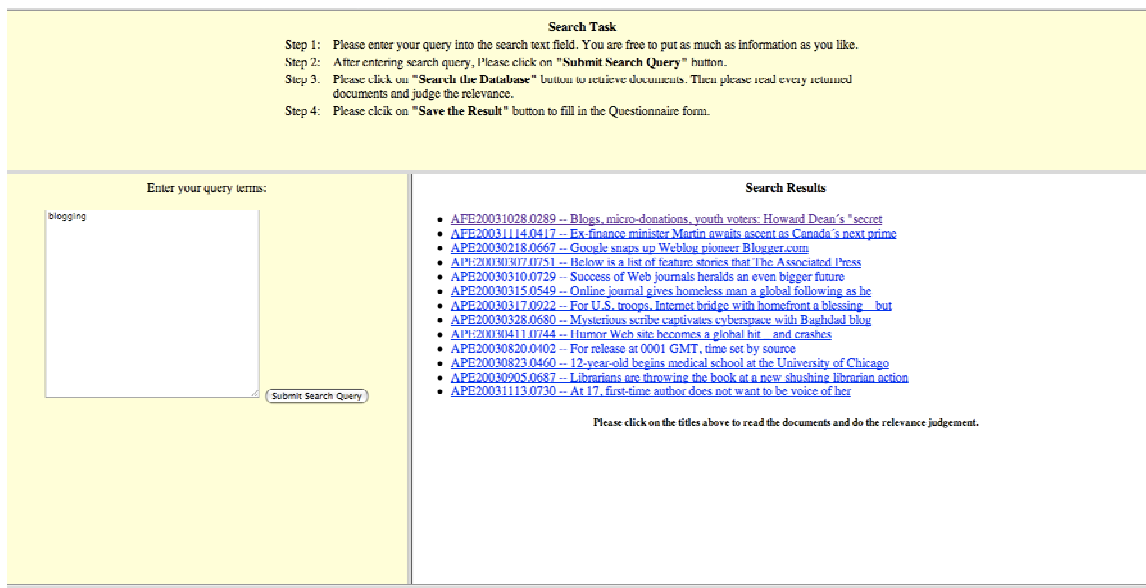 Search Task
Step 1: Please enter your query into the search text field. You are free to put as much as information as you like.
Step 2: After entering search query, Please click on "Submit Search Query" button.
Step 3: Please click on "Search the Database" button to retrieve documents. Then please read every returned
documents and judge the relevance.
Step 4: Please clcik on "Save the Result" button to fill in the Questionnaire form.
Enter your query terms:
blogging
Submit Search Query
Search Results
AFE20031028.0289 -- Blogs, micro-donations, youth voters: Howard Dean´s "secret
AFE20031114.0417 -- Ex-finance minister Martin awaits ascent as Canada´s next prime
APE20030218.0667 -- Google snaps up Weblog pioneer Blogger.com
APE20030307.0751 -- Below is a list of feature stories that The Associated Press
APE20030310.0729 -- Success of Web journals heralds an even bigger future
APE20030315.0549 -- Online journal gives homeless man a global following as he
APE20030317.0922 -- For U.S. troops, Internet bridge with homefront a blessing _ but
APE20030328.0680 -- Mysterious scribe captivates cyberspace with Baghdad blog
APE20030411.0744 -- Humor Web site becomes a global hit _ and crashes
APE20030820.0402 -- For release at 0001 GMT, time set by source
APE20030823.0460 -- 12-year-old begins medical school at the University of Chicago
APE20030905.0687 -- Librarians are throwing the book at a new shushing librarian action
APE20031113.0730 -- At 17, first-time author does not want to be voice of her
Please click on the titles above to read the documents and do the relevance judgement.